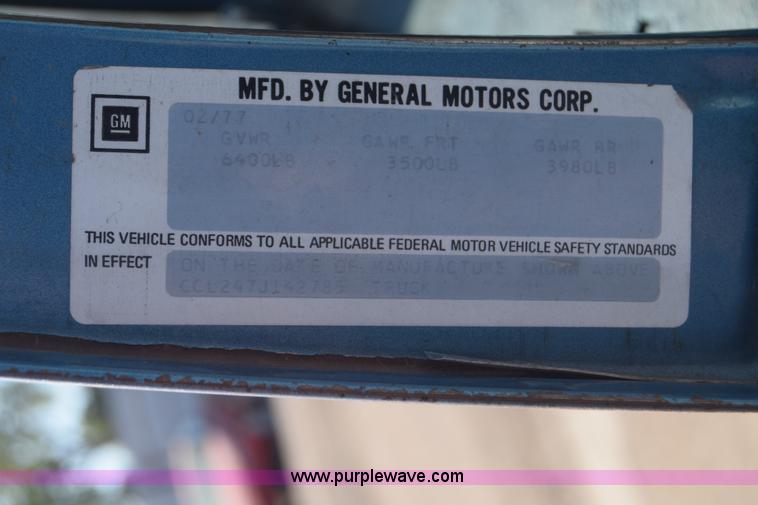 MFD. BY GENERAL MOTORS CORP.
GM
02/77
GVWR GAWR FRT GAWR RR
6400LB 3500LB 3980LB
THIS VEHICLE CONFORMS TO ALL APPLICABLE FEDERAL MOTOR VEHICLE SAFETY STANDARDS
IN EFFECT ON THE DATE OF MANUFACTURE SHOWN ABOVE
CCL247J142785 TRUCK
www.purplewave.com